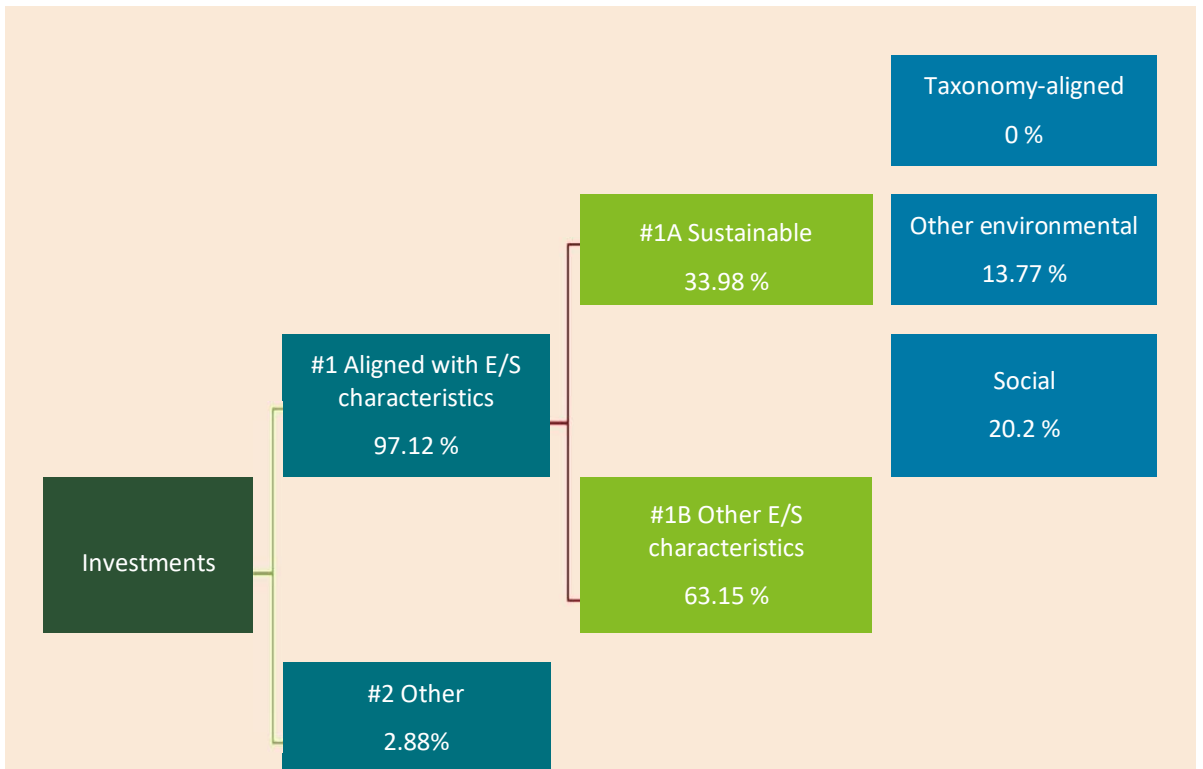 Taxonomy-aligned
0 %
#1A Sustainable
33.98 %
Other environmental
13.77 %
#1 Aligned with E/S
characteristics
97.12 %
Social
20.2 %
Investments
#1B Other E/S
characteristics
63.15 %
#2 Other
2.88%